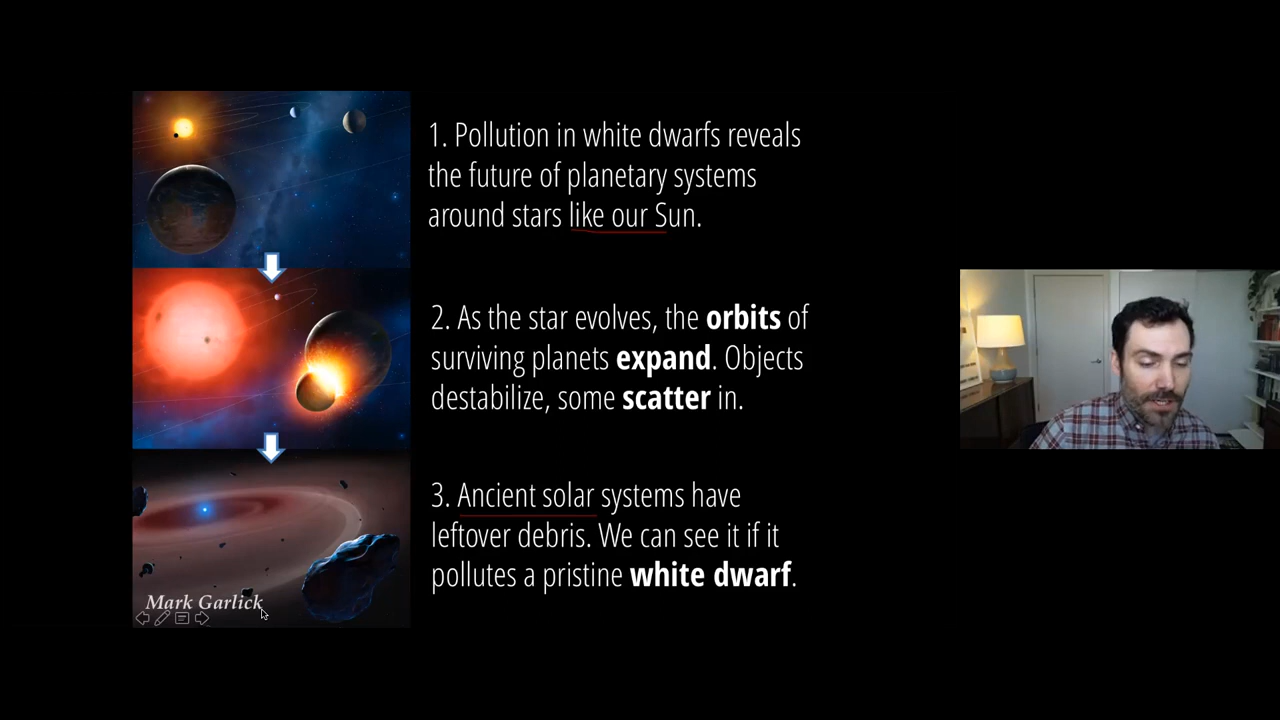 1. Pollution in white dwarfs reveals
the future of planetary systems
around stars like our Sun.
2. As the star evolves, the orbits of
surviving planets expand. Objects
destabilize, some scatter in.
3. Ancient solar systems have
leftover debris. We can see it if it
pollutes a pristine white dwarf.
Mark Garlick